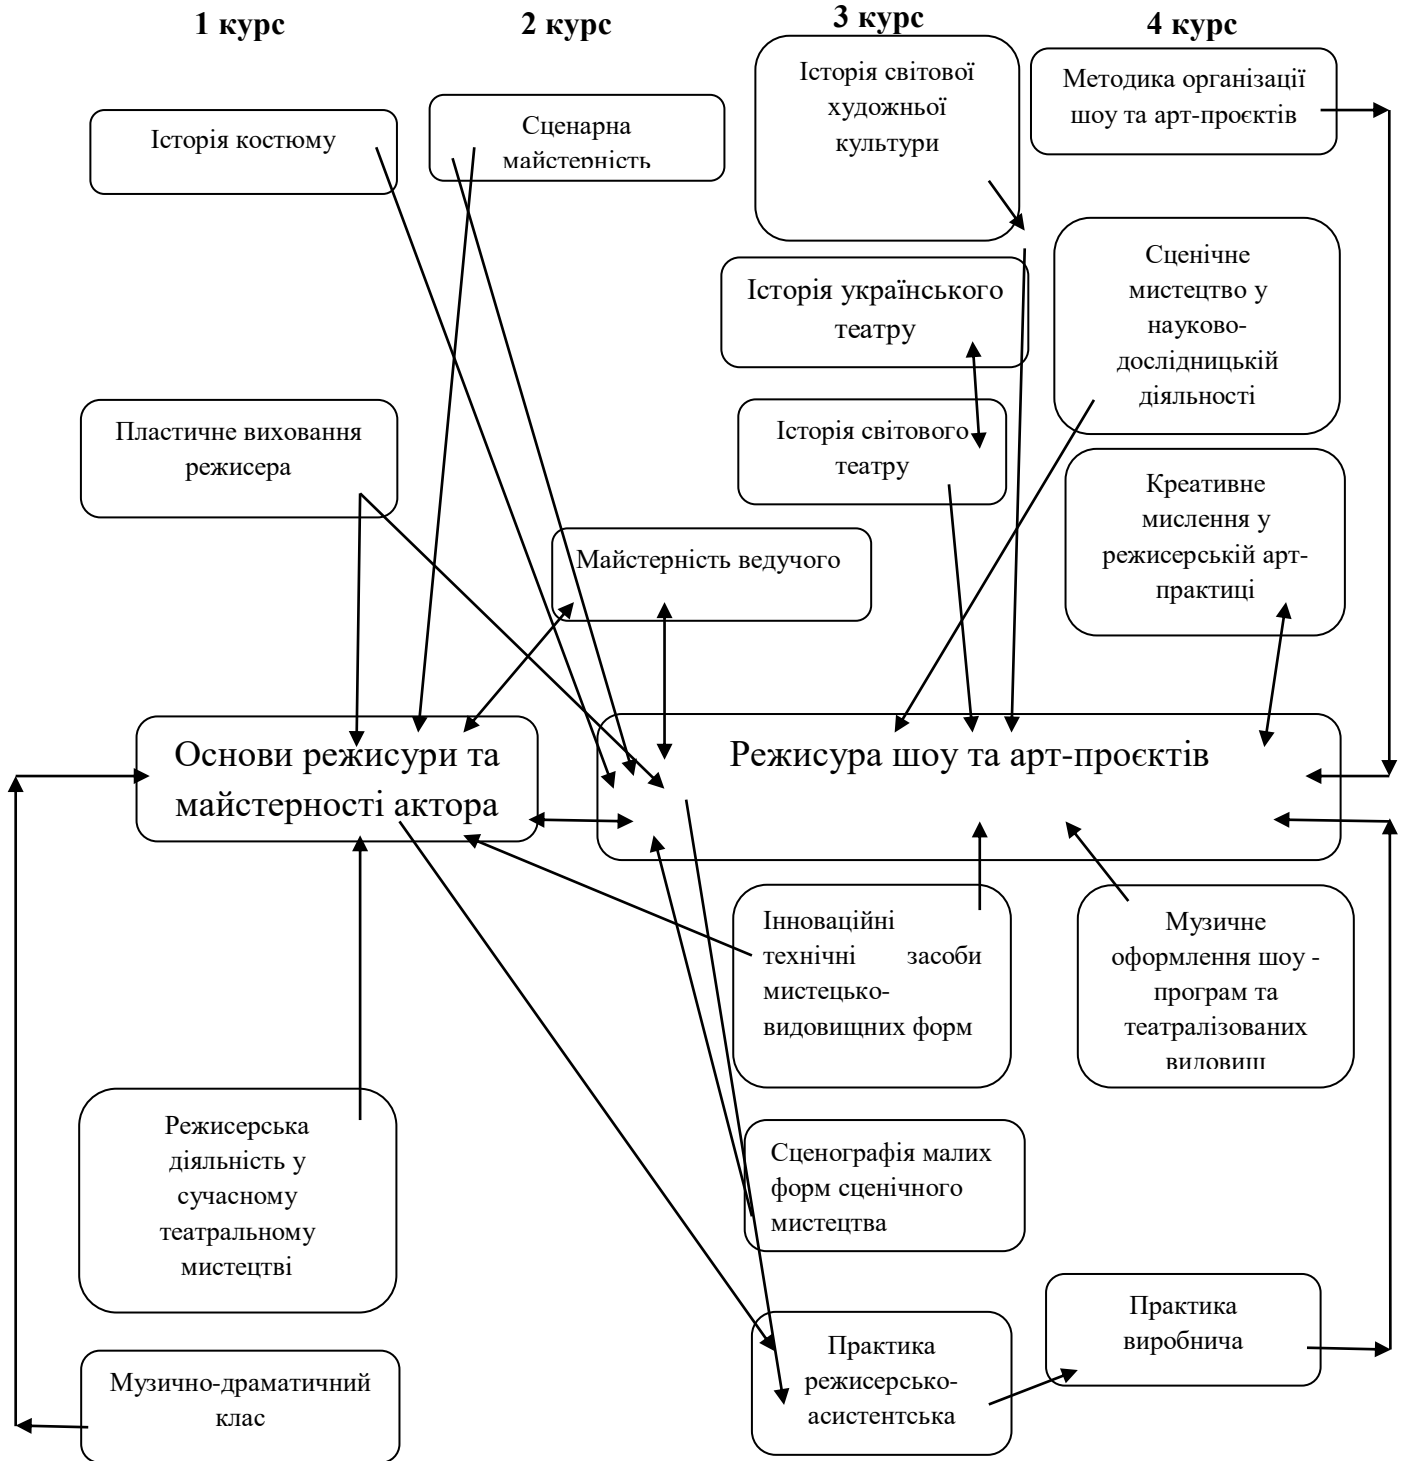 1 курс
2 курс
3 курс
4 курс
Історія костюму
Сценарна
майстерність
Історія світової
художньої
культури
Методика організації
шоу та арт-проєктів
Історія українського
театру
Сценічне
мистецтво у
науково-
дослідницькій
діяльності
Пластичне виховання
режисера
Історія світового
театру
Креативне
мислення у
режисерській арт-
практиці
Майстерність ведучого
Основи режисури та
майстерності актора
Режисура шоу та арт-проєктів
Інноваційні
технічні засоби
мистецько-
видовищних форм
Музичне
оформлення шоу -
програм та
театралізованих
видовищ
Режисерська
діяльність у
сучасному
театральному
мистецтві
Сценографія малих
форм сценічного
мистецтва
Практика
виробнича
Практика
режисерсько-
асистентська
Музично-драматичний
клас